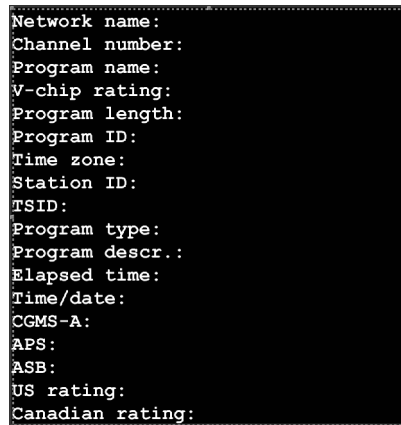 Network name:
Channel number:
Program name:
V-chip rating:
Program length:
Program ID:
Time zone:
Station ID:
TSID:
Program type:
Program descr.:
Elapsed time:
Time/date:
CGMS-A:
APS:
ASB:
US rating:
Canadian rating: